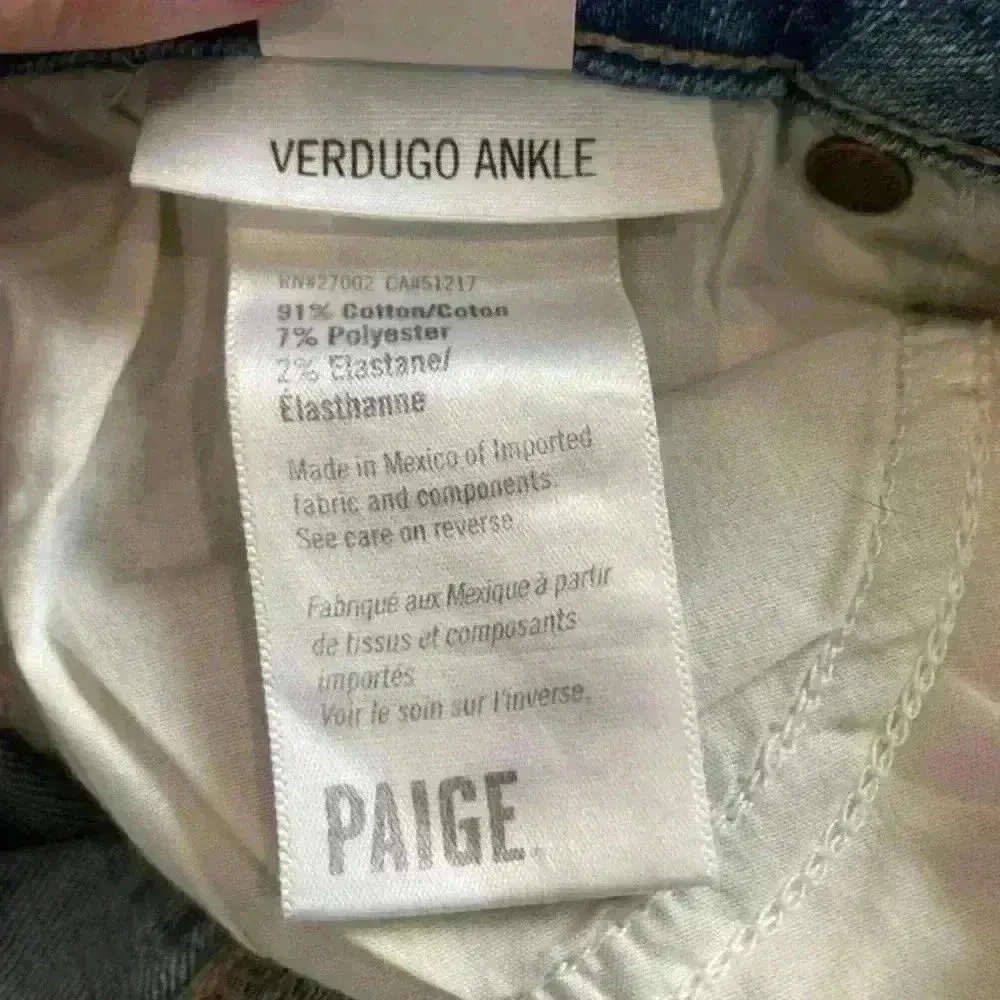 VERDUGO ANKLE
RN#27002 CA#51217
91% Cotton/Coton
7% Polyester
2% Elastane/
Élasthanne
Made in Mexico of Imported
fabric and components.
See care on reverse
Fabriqué aux Mexique à partir
de tissus et composants
importés
Voir le soin sur l'inverse.
PAIGE